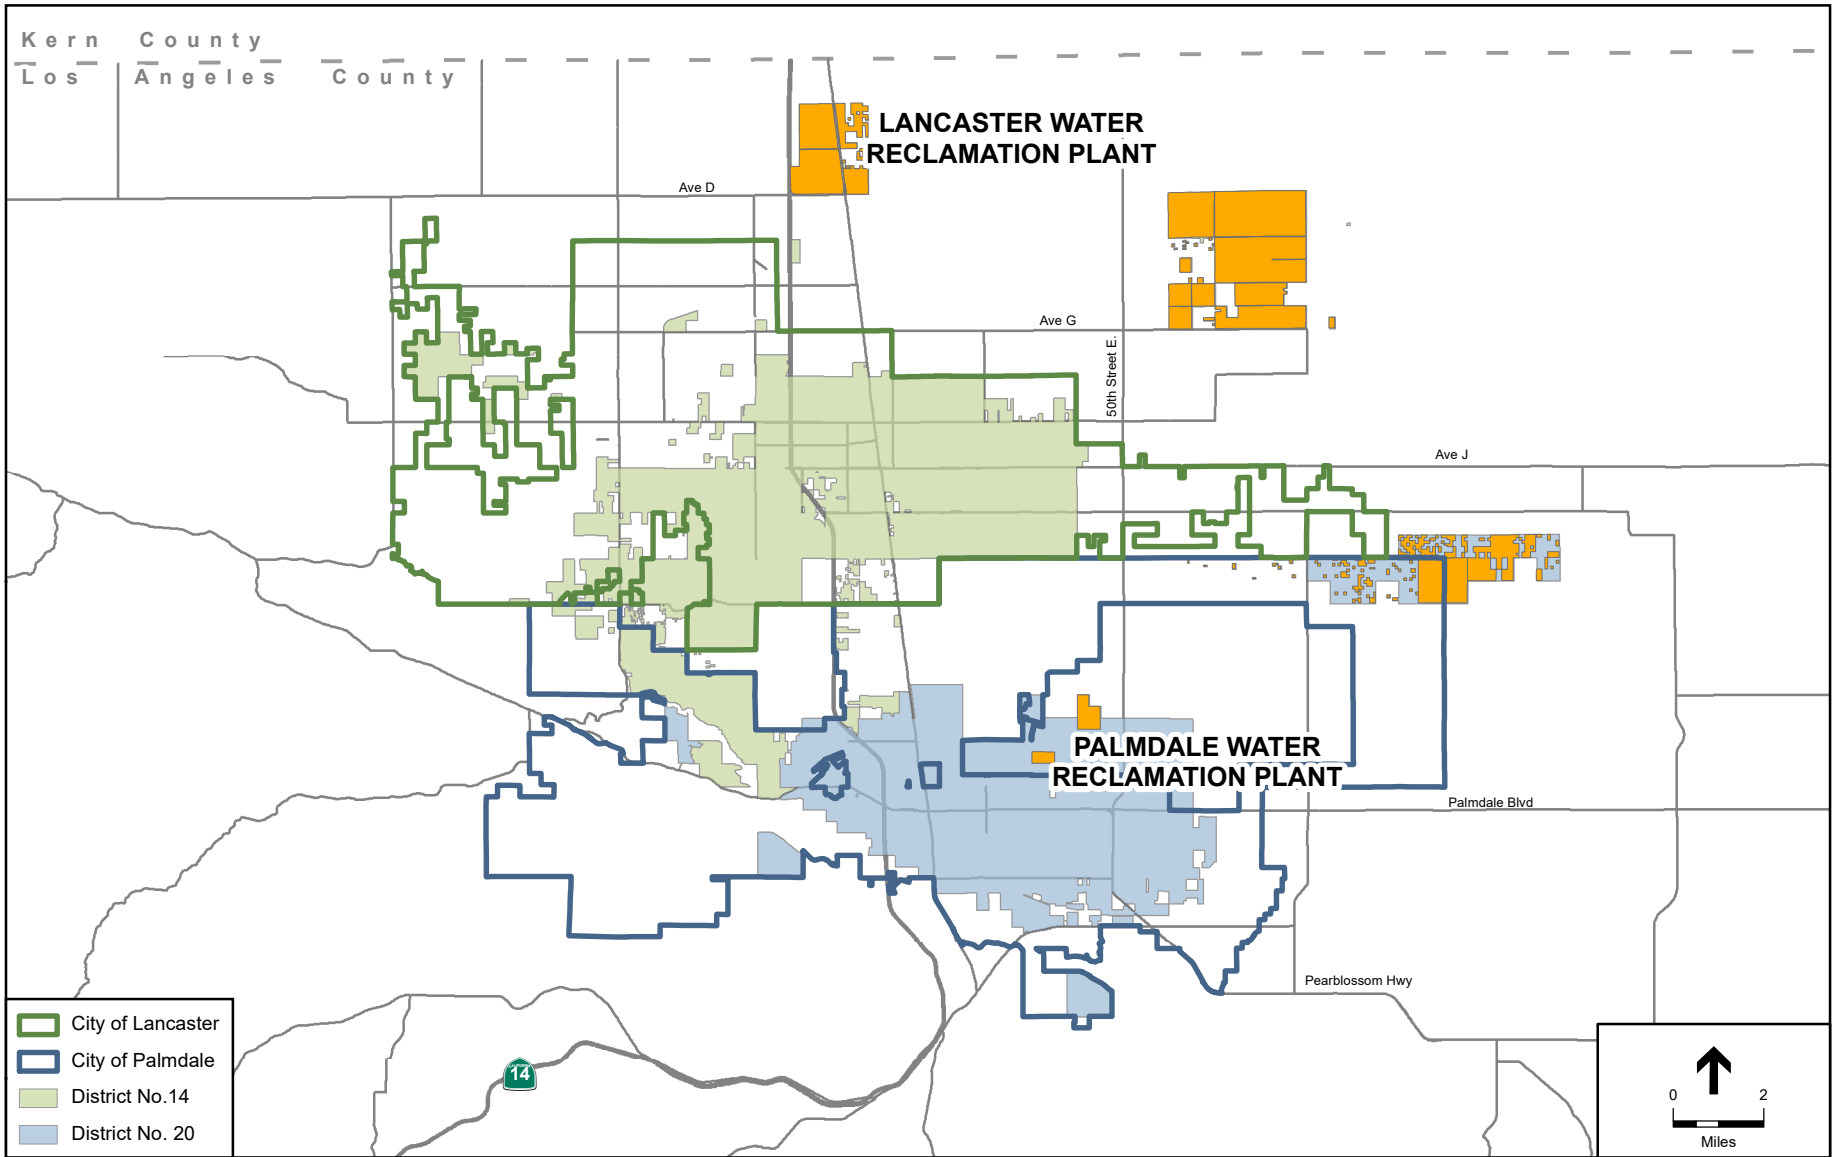 Kern County
Los Angeles County
LANCASTER WATER
RECLAMATION PLANT
Ave D
Ave G
50th Street E.
Ave J
PALMDALE WATER
RECLAMATION PLANT
Palmdale Blvd
Pearblossom Hwy
City of Lancaster
City of Palmdale
District No.14
District No. 20
CALIFORNIA
14
0 2
Miles